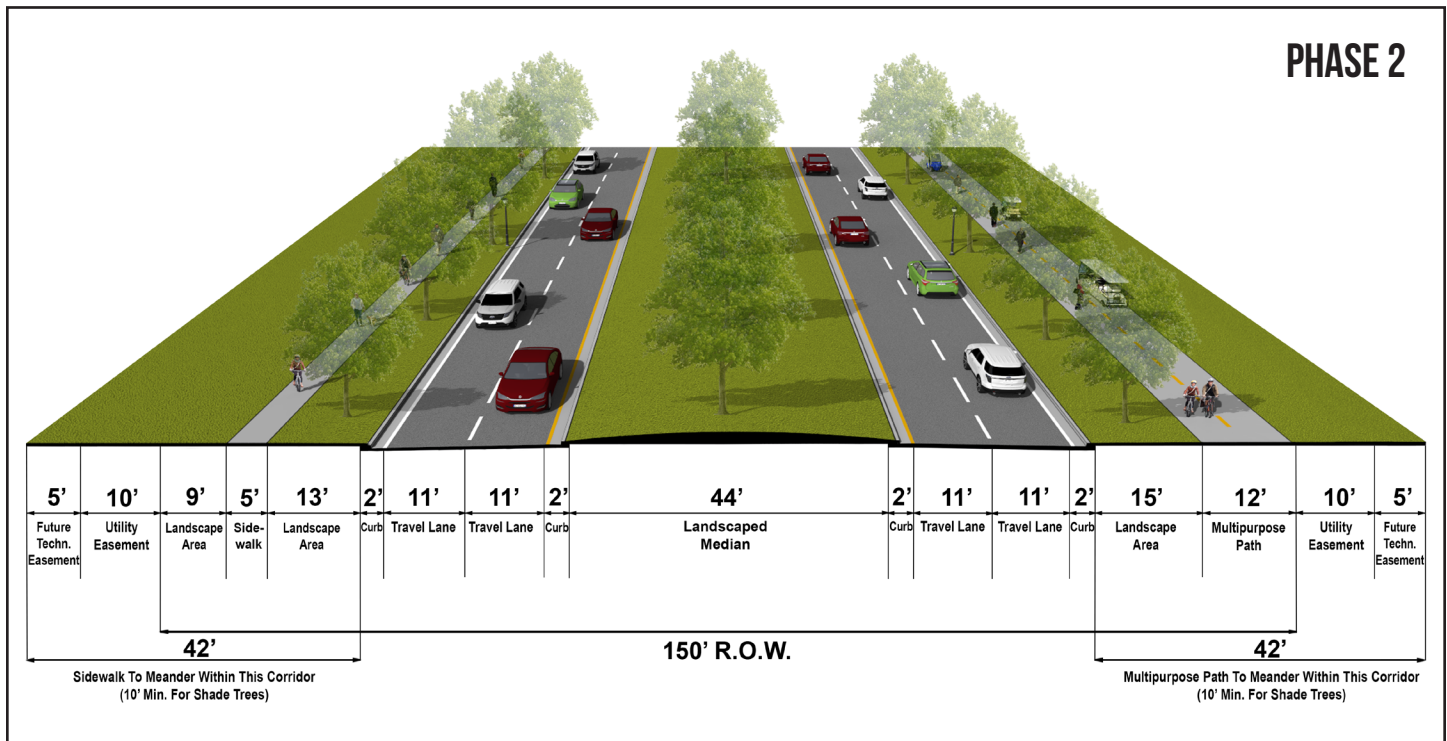 PHASE 2
5’ 10’ 9’ 5’ 13’ 2’ 11’ 11’ 2’ 44’ 2’ 11’ 11’ 2’ 15’ 12’ 10’ 5’
Future Techn. Easement
Utility Easement
Landscape Area
Side-walk
Landscape Area
Curb
Travel Lane
Travel Lane
Curb
Landscaped Median
Curb
Travel Lane
Travel Lane
Curb
Landscape Area
Multipurpose Path
Utility Easement
Future Techn. Easement
150’ R.O.W.
42’
Sidewalk To Meander Within This Corridor
(10’ Min. For Shade Trees)
42’
Multipurpose Path To Meander Within This Corridor
(10’ Min. For Shade Trees)